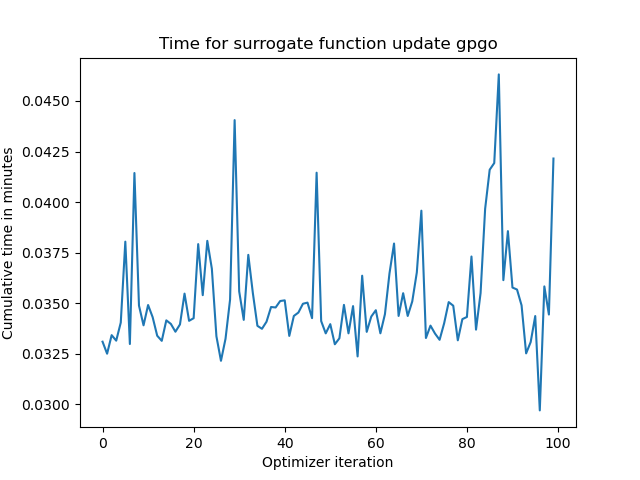 Time for surrogate function update gpgo
Cumulative time in minutes
0.0450
0.0425
0.0400
0.0375
0.0350
0.0325
0.0300
0 20 40 60 80 100
Optimizer iteration